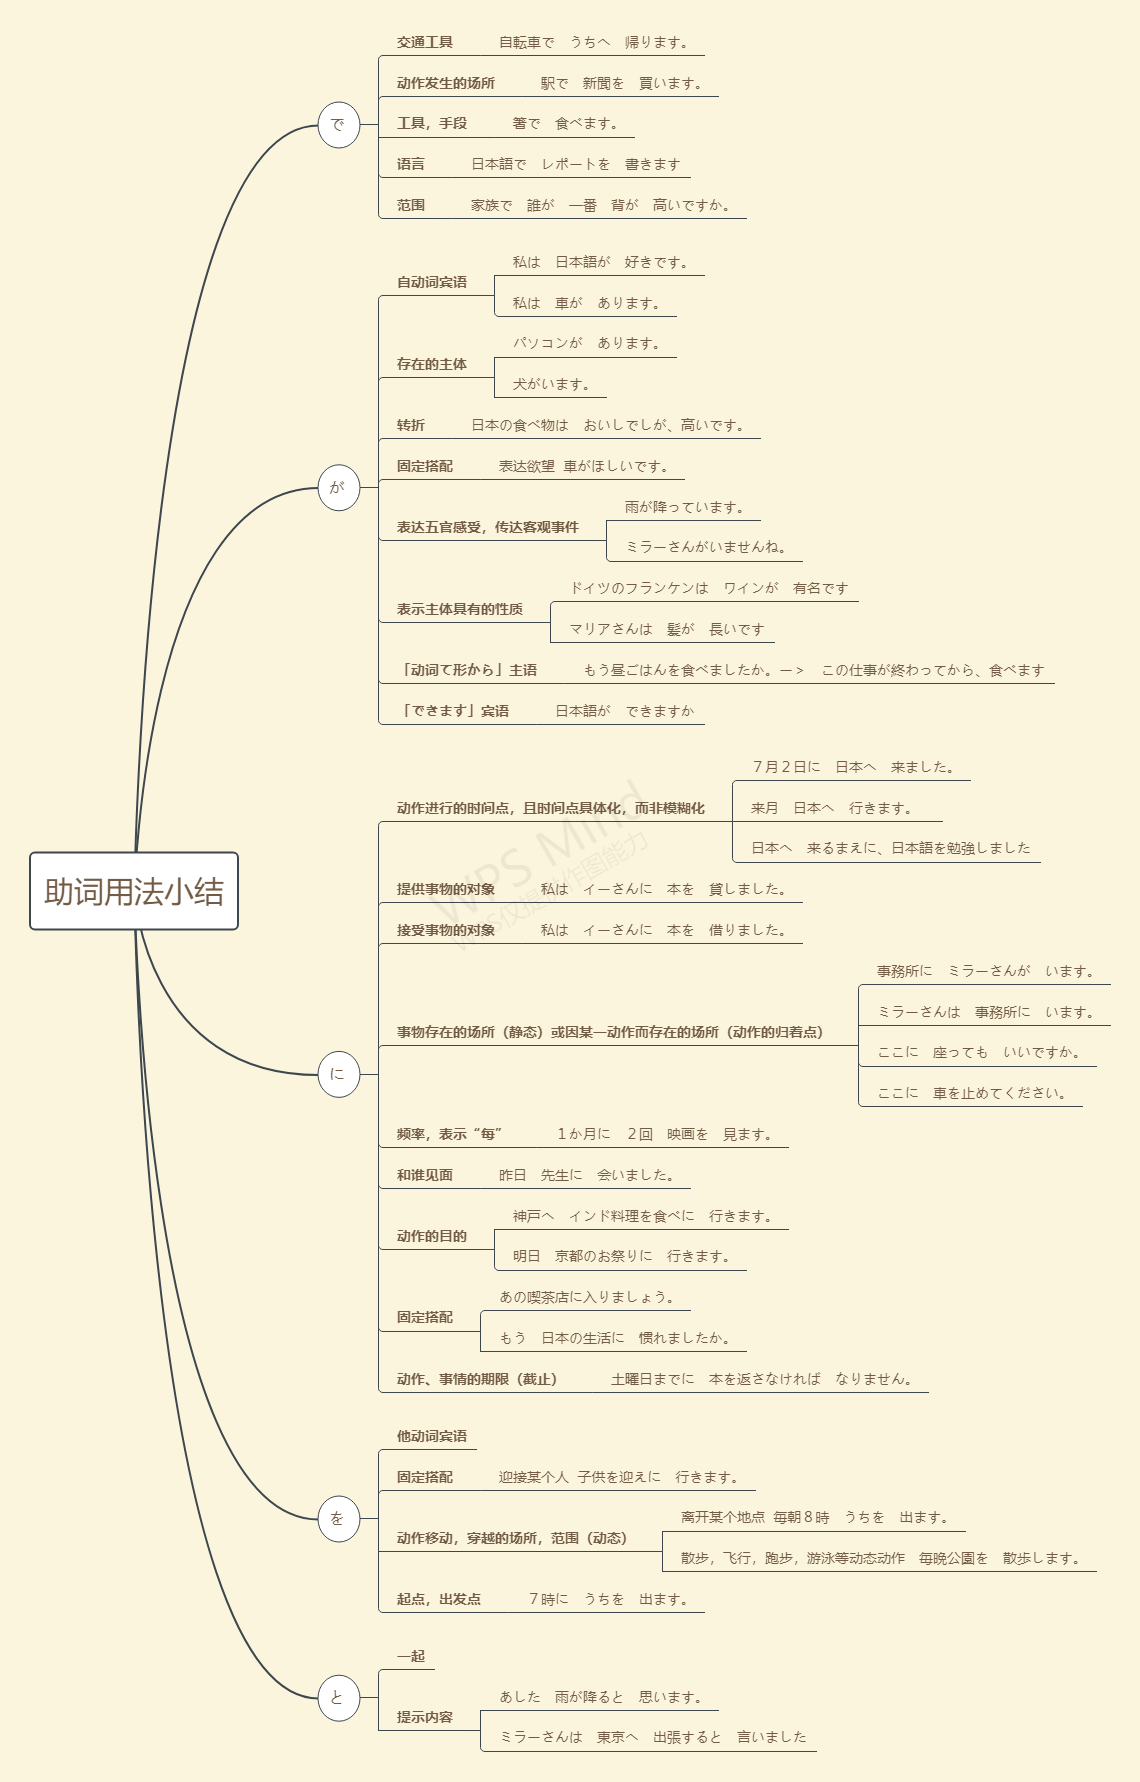 助词用法小结
で
交通工具　自転車で　うちへ　帰ります。
动作发生的场所　駅で　新聞を　買います。
工具，手段　箸で　食べます。
语言　日本語で　レポートを　書きます
范围　家族で　誰が　一番　背が　高いですか。
が
自动词宾语
私は　日本語が　好きです。
私は　車が　あります。
存在的主体
パソコンが　あります。
犬がいます。
转折　日本の食べ物は　おいしでしが、高いです。
固定搭配　表达欲望 車がほしいです。
表达五官感受，传达客观事件
雨が降っています。
ミラーさんがいませんね。
表示主体具有的性质
ドイツのフランケンは　ワインが　有名です
マリアさんは　髪が　長いです
「动词て形から」主语　もう昼ごはんを食べましたか。ー＞　この仕事が終わってから、食べます
「できます」宾语　日本語が　できますか
に
动作进行的时间点，且时间点具体化，而非模糊化
７月２日に　日本へ　来ました。
来月　日本へ　行きます。
日本へ　来るまえに、日本語を勉強しました
提供事物的对象　私は　イーさんに　本を　貸しました。
接受事物的对象　私は　イーさんに　本を　借りました。
事物存在的场所（静态）或因某一动作而存在的场所（动作的归着点）
事務所に　ミラーさんが　います。
ミラーさんは　事務所に　います。
ここに　座っても　いいですか。
ここに　車を止めてください。
频率，表示“每”　１か月に　２回　映画を　見ます。
和谁见面　昨日　先生に　会いました。
动作的目的
神戸へ　インド料理を食べに　行きます。
明日　京都のお祭りに　行きます。
固定搭配
あの喫茶店に入りましょう。
もう　日本の生活に　慣れましたか。
动作、事情的期限（截止）　土曜日までに　本を返さなければ　なりません。
を
他动词宾语
固定搭配　迎接某个人 子供を迎えに　行きます。
动作移动，穿越的场所，范围（动态）
离开某个地点 毎朝８時　うちを　出ます。
散步，飞行，跑步，游泳等动态动作　毎晩公園を　散歩します。
起点，出发点　７時に　うちを　出ます。
と
一起
提示内容
あした　雨が降ると　思います。
ミラーさんは　東京へ　出張すると　言いました
WPS Mind
WPS仅提供作图能力